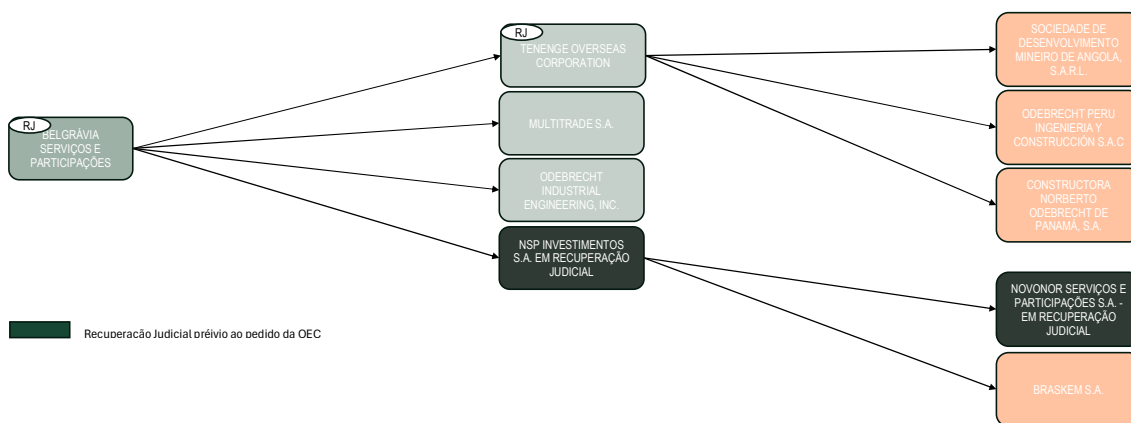 RJ
BELGRÁVIA
SERVIÇOS E
PARTICIPAÇÕES
RJ
TENENGE OVERSEAS
CORPORATION
MULTITRADE S.A.
ODEBRECHT
INDUSTRIAL
ENGINEERING, INC.
NSP INVESTIMENTOS
S.A. EM RECUPERAÇÃO
JUDICIAL
SOCIEDADE DE
DESENVOLVIMENTO
MINEIRO DE ANGOLA,
S.A.R.L.
ODEBRECHT PERU
INGENIERIA Y
CONSTRUCCIÓN S.A.C
CONSTRUCTORA
NORBERTO
ODEBRECHT DE
PANAMÁ, S.A.
NOVONOR SERVIÇOS E
PARTICIPAÇÕES S.A. -
EM RECUPERAÇÃO
JUDICIAL
BRASKEM S.A.
Recuperação Judicial préivio ao pedido da OEC